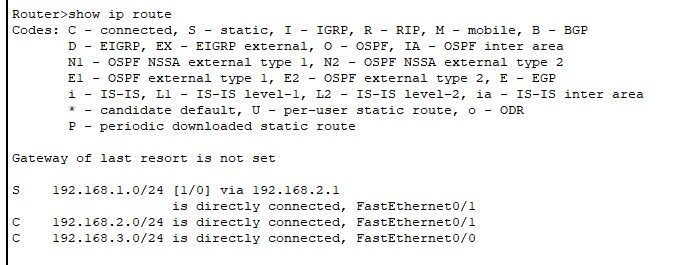 Router>show ip route
Codes: C - connected, S - static, I - IGRP, R - RIP, M - mobile, B - BGP
       D - EIGRP, EX - EIGRP external, O - OSPF, IA - OSPF inter area
       N1 - OSPF NSSA external type 1, N2 - OSPF NSSA external type 2
       E1 - OSPF external type 1, E2 - OSPF external type 2, E - EGP
       i - IS-IS, L1 - IS-IS level-1, L2 - IS-IS level-2, ia - IS-IS inter area
       * - candidate default, U - per-user static route, o - ODR
       P - periodic downloaded static route
Gateway of last resort is not set
S    192.168.1.0/24 [1/0] via 192.168.2.1
                    is directly connected, FastEthernet0/1
C    192.168.2.0/24 is directly connected, FastEthernet0/1
C    192.168.3.0/24 is directly connected, FastEthernet0/0